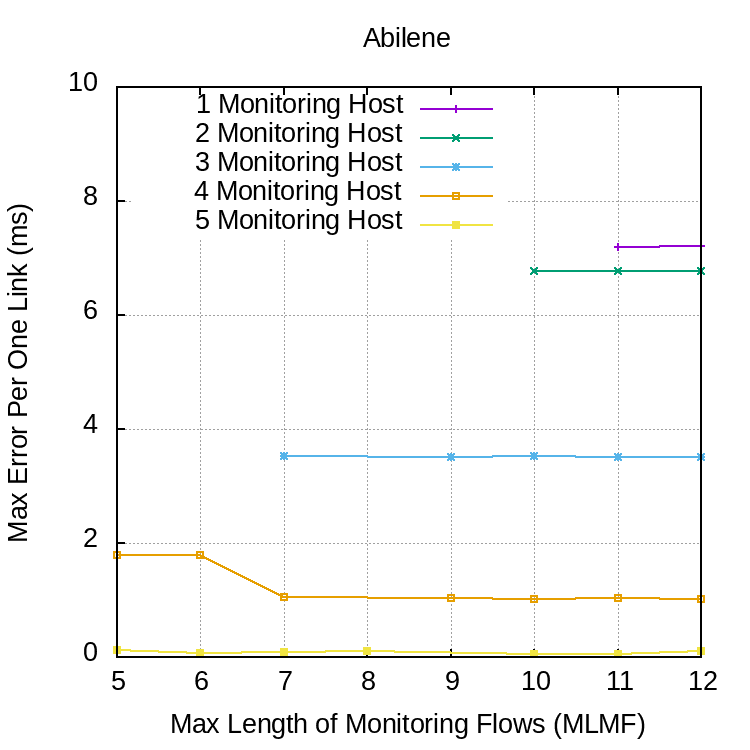 Abilene
1 Monitoring Host
2 Monitoring Host
3 Monitoring Host
4 Monitoring Host
5 Monitoring Host
Max Error Per One Link (ms)
10
8
6
4
2
0
5 6 7 8 9 10 11 12
Max Length of Monitoring Flows (MLMF)